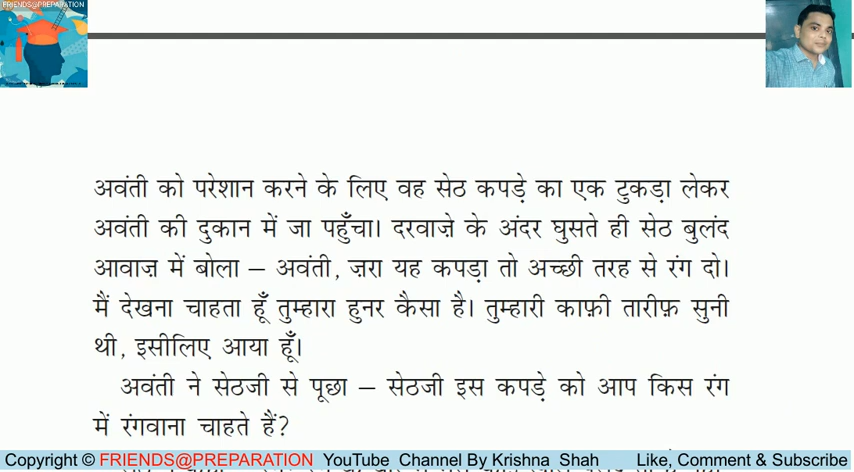 FRIENDS@PREPARATION
अवंती को परेशान करने के लिए वह सेठ कपड़े का एक टुकड़ा लेकर
अवंती की दुकान में जा पहुँचा। दरवाज़े के अंदर घुसते ही सेठ बुलंद
आवाज़ में बोला – अवंती, ज़रा यह कपड़ा तो अच्छी तरह से रंग दो।
मैं देखना चाहता हूँ तुम्हारा हुनर कैसा है। तुम्हारी काफ़ी तारीफ़ सुनी
थी, इसीलिए आया हूँ।
अवंती ने सेठजी से पूछा – सेठजी इस कपड़े को आप किस रंग
में रंगवाना चाहते हैं?
Copyright © FRIENDS@PREPARATION YouTube Channel By Krishna Shah Like, Comment & Subscribe